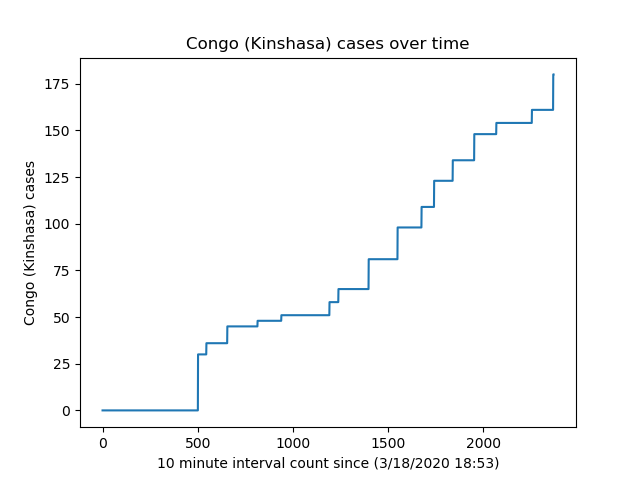 Congo (Kinshasa) cases over time
Congo (Kinshasa) cases
175
150
125
100
75
50
25
0
0 500 1000 1500 2000
10 minute interval count since (3/18/2020 18:53)